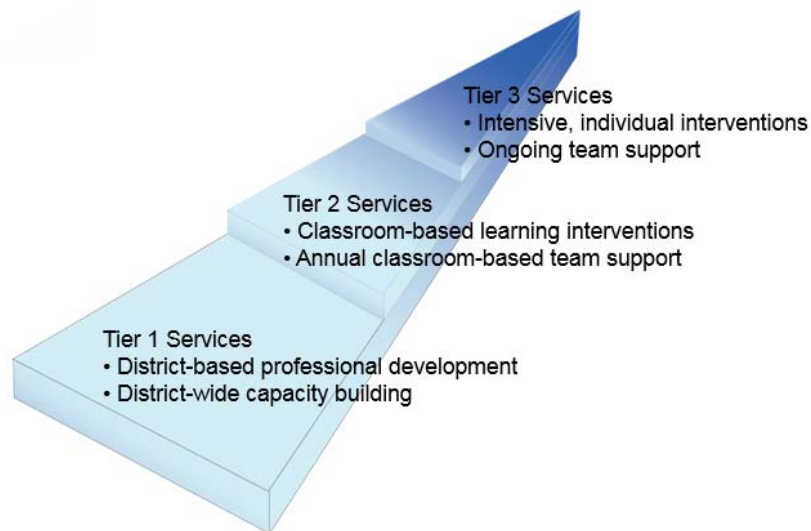 Tier 3 Services
• Intensive, individual interventions
• Ongoing team support
Tier 2 Services
• Classroom-based learning interventions
• Annual classroom-based team support
Tier 1 Services
• District-based professional development
• District-wide capacity building